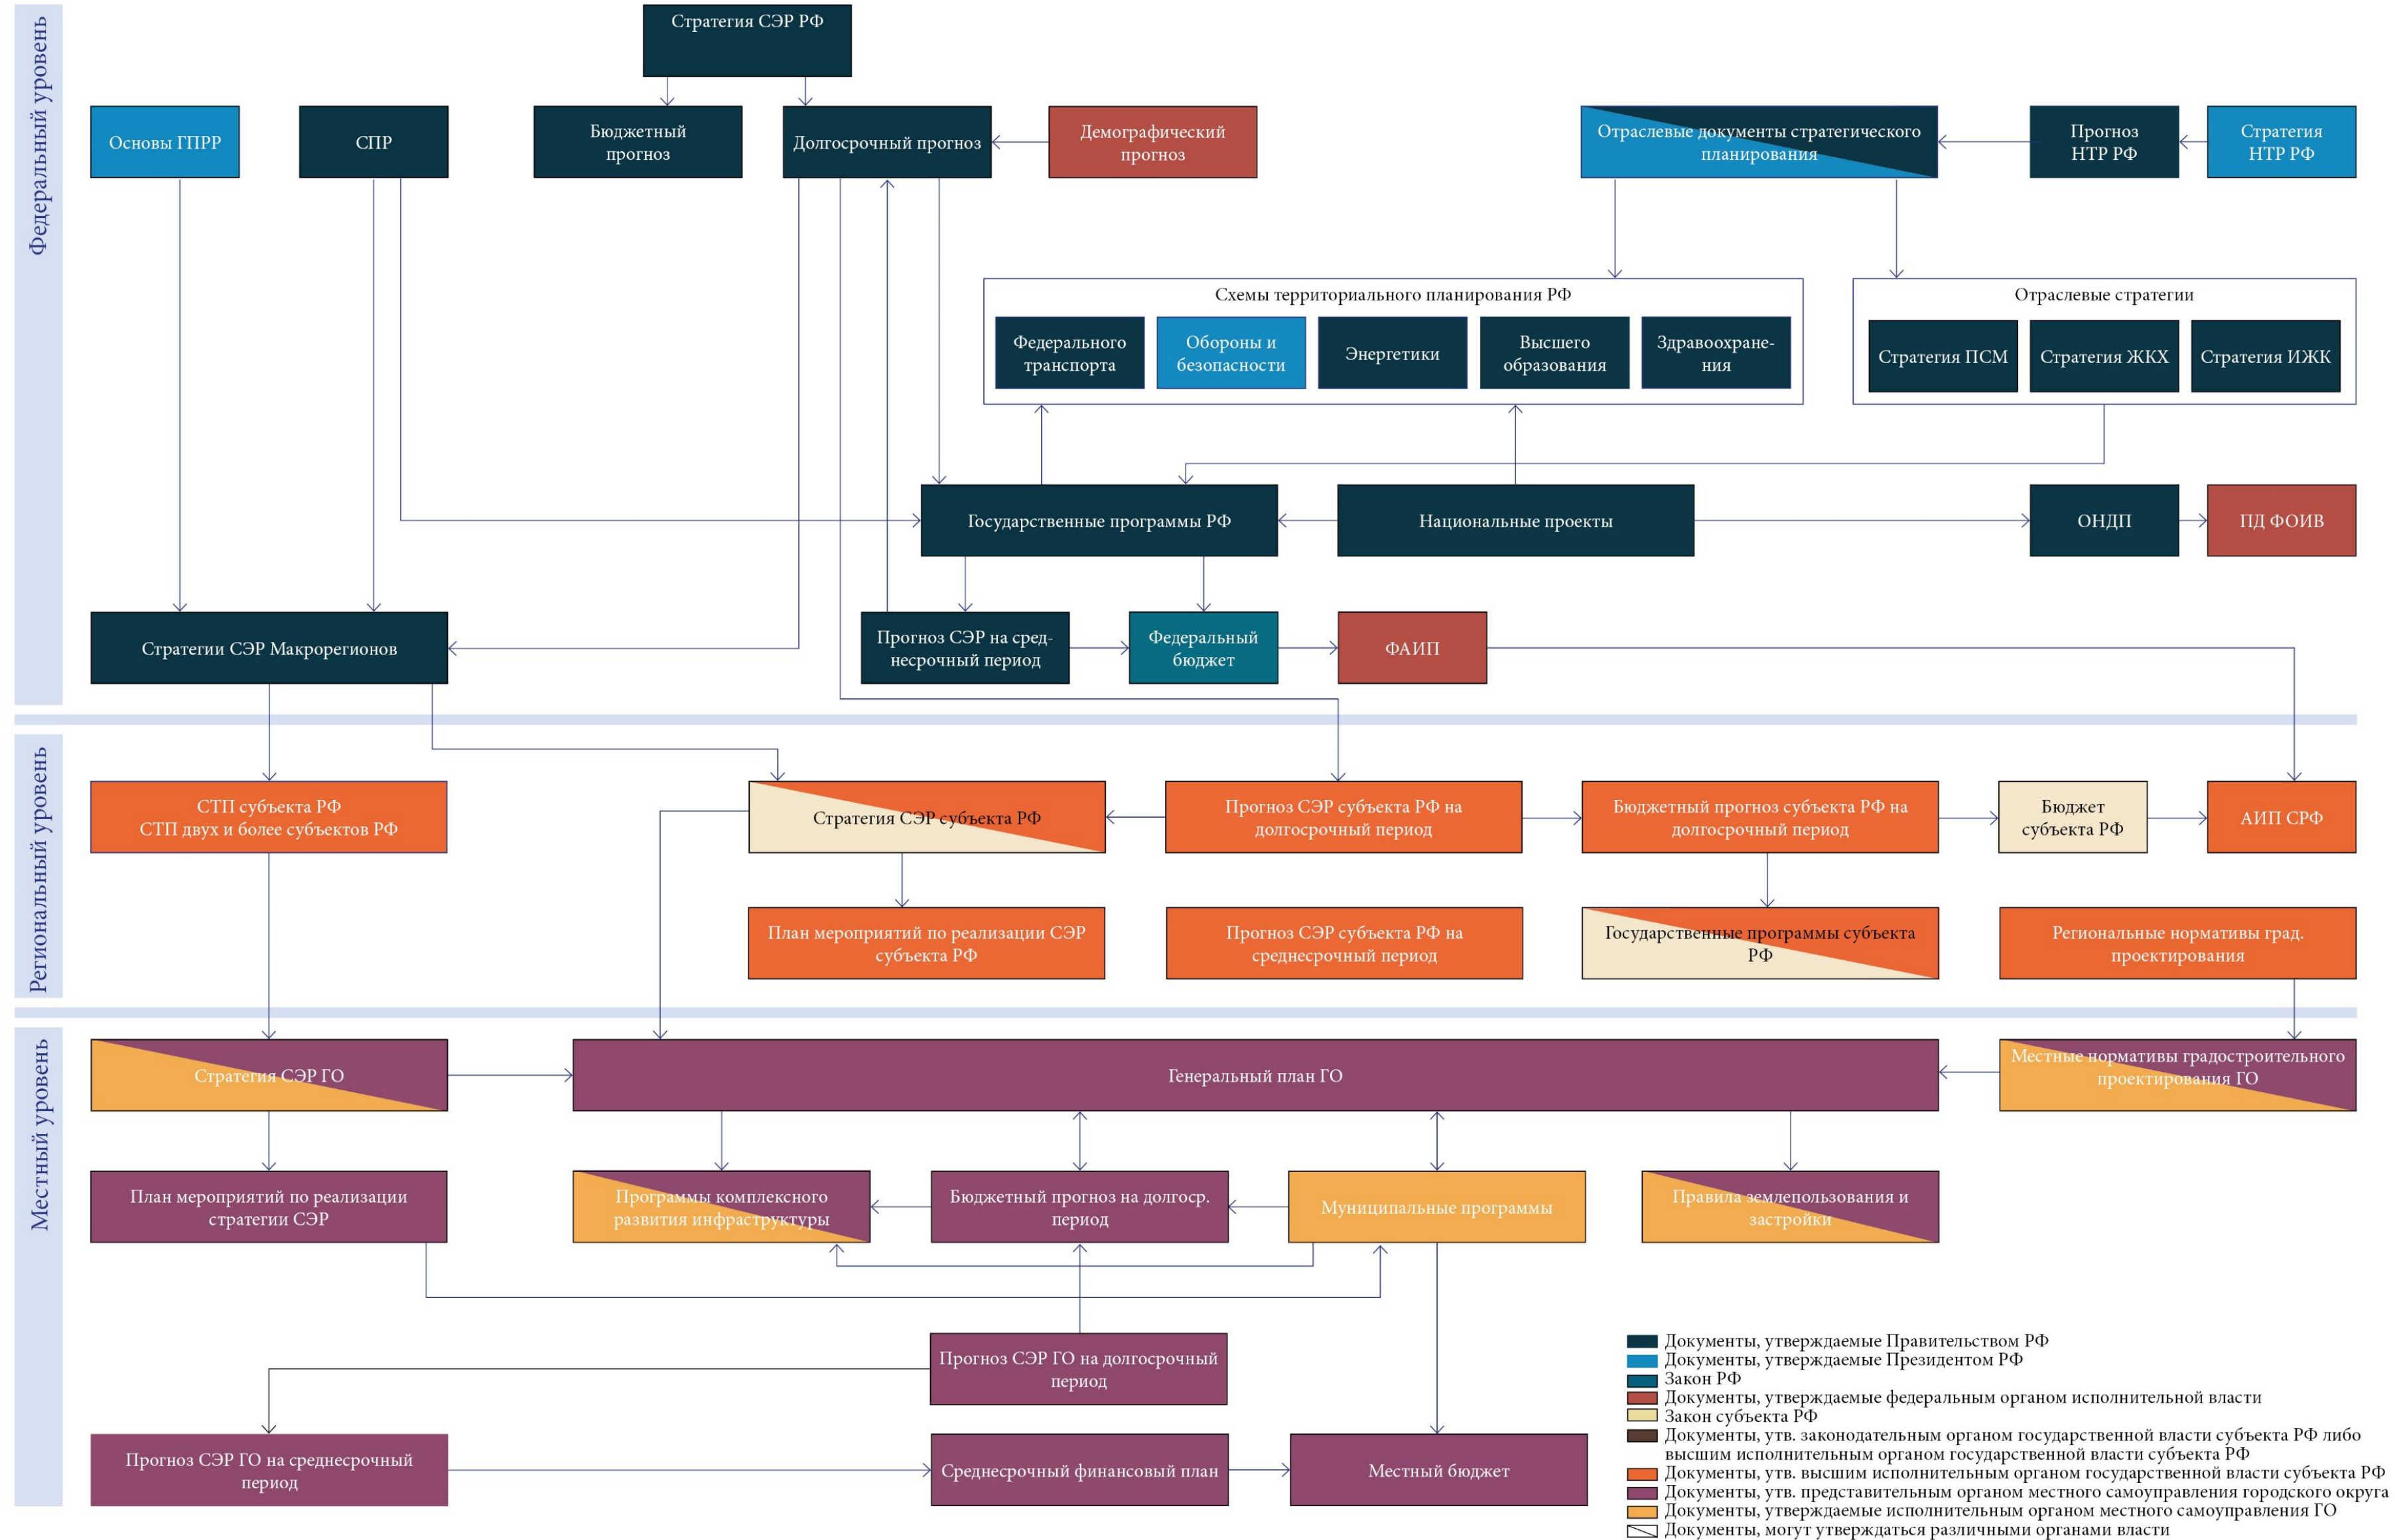 Федеральный уровень
Стратегия СЭР РФ
Основы ГПРР
СПР
Бюджетный
прогноз
Долгосрочный прогноз
Демографический
прогноз
Отраслевые документы стратегического
планирования
Прогноз
НТР РФ
Стратегия
НТР РФ
Схемы территориального планирования РФ
Федерального
транспорта
Обороны и
безопасности
Энергетики
Высшего
образования
Здравоохране-
ния
Отраслевые стратегии
Стратегия ПСМ
Стратегия ЖКХ
Стратегия ИЖК
Государственные программы РФ
Национальные проекты
ОНДП
ПД ФОИВ
Стратегии СЭР Макрорегионов
Прогноз СЭР на сред-
несрочный период
Федеральный
бюджет
ФАИП
Региональный уровень
СТП субъекта РФ
СТП двух и более субъектов РФ
Стратегия СЭР субъекта РФ
Прогноз СЭР субъекта РФ на
долгосрочный период
Бюджетный прогноз субъекта РФ на
долгосрочный период
Бюджет
субъекта РФ
АИП СРФ
План мероприятий по реализации СЭР
субъекта РФ
Прогноз СЭР субъекта РФ на
среднесрочный период
Государственные программы субъекта
РФ
Региональные нормативы град.
проектирования
Местный уровень
Стратегия СЭР ГО
Генеральный план ГО
Местные нормативы градостроительного
проектирования ГО
План мероприятий по реализации
стратегии СЭР
Программы комплексного
развития инфраструктуры
Бюджетный прогноз на долгоср.
период
Муниципальные программы
Правила землепользования и
застройки
Прогноз СЭР ГО на долгосрочный
период
Прогноз СЭР ГО на среднесрочный
период
Среднесрочный финансовый план
Местный бюджет
Документы, утверждаемые Правительством РФ
Документы, утверждаемые Президентом РФ
Закон РФ
Документы, утверждаемые федеральным органом исполнительной власти
Закон субъекта РФ
Документы, утв. законодательным органом государственной власти субъекта РФ либо
высшим исполнительным органом государственной власти субъекта РФ
Документы, утв. высшим исполнительным органом государственной власти субъекта РФ
Документы, утв. представительным органом местного самоуправления городского округа
Документы, утверждаемые исполнительным органом местного самоуправления ГО
Документы, могут утверждаться различными органами власти